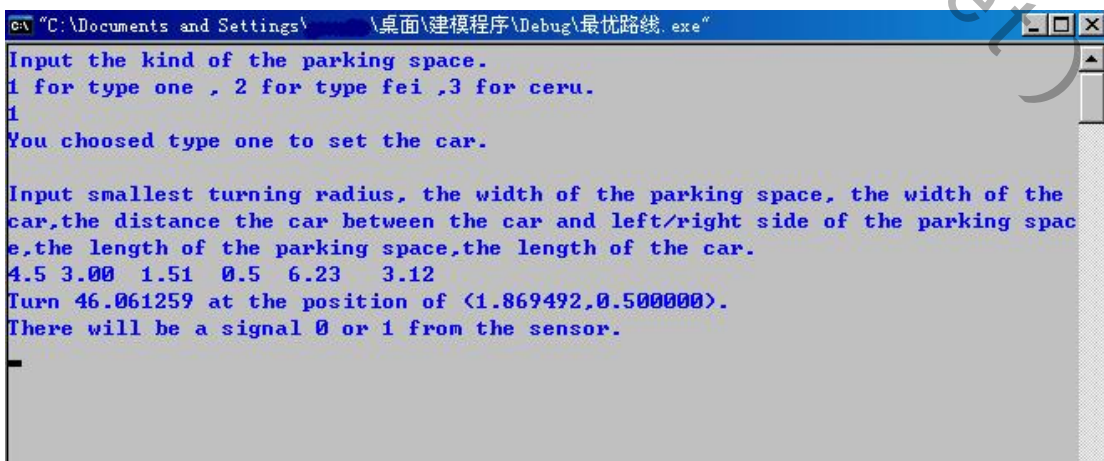 "C:\Documents and Settings\ \桌面\建模程序\Debug\最优路线.exe"
Input the kind of the parking space.
1 for type one , 2 for type fei ,3 for ceru.
1
You choosed type one to set the car.
Input smallest turning radius, the width of the parking space, the width of the
car,the distance the car between the car and left/right side of the parking spac
e,the length of the parking space,the length of the car.
4.5 3.00 1.51 0.5 6.23 3.12
Turn 46.061259 at the position of (1.869492,0.500000).
There will be a signal 0 or 1 from the sensor.